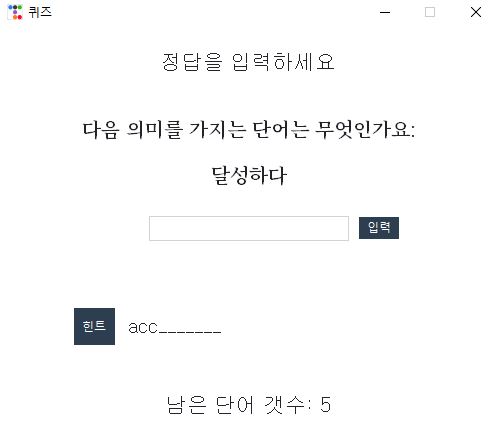 퀴즈
정답을 입력하세요
다음 의미를 가지는 단어는 무엇인가요:
달성하다
입력
힌트 acc_______
남은 단어 갯수: 5